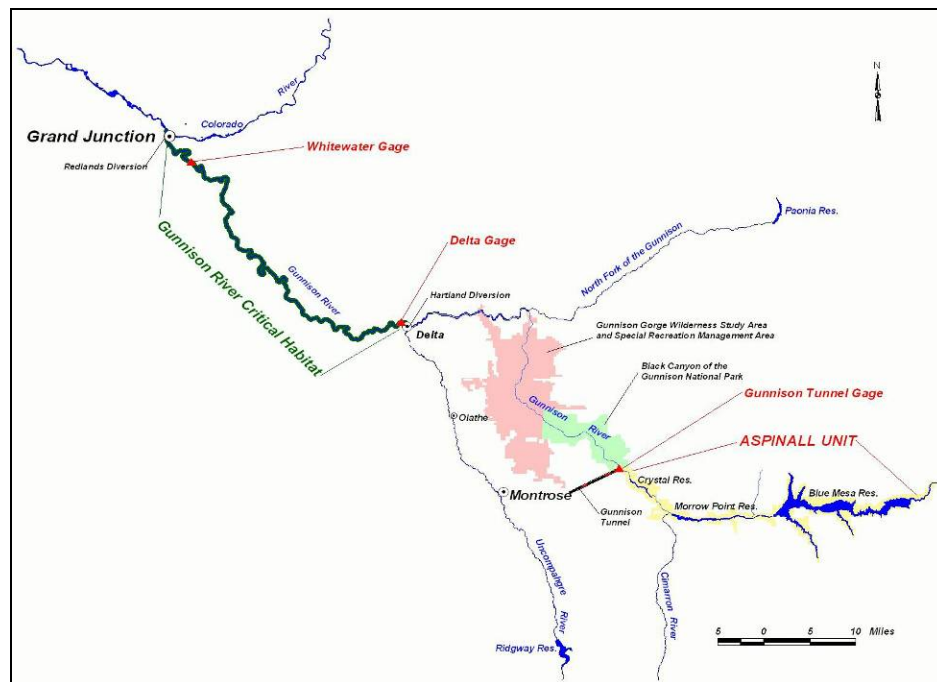 N
Colorado
River
Grand Junction
Redlands Diversion
Whitewater Gage
Paonia Res.
North Fork of the Gunnison
Gunnison River Critical Habitat
Gunnison River
Delta Gage
Hartland Diversion
Delta
Gunnison Gorge Wilderness Study Area
and Special Recreation Management Area
Black Canyon of the
Gunnison National Park
Gunnison Tunnel Gage
Gunnison
River
Olathe
ASPINALL UNIT
Crystal Res.
Montrose
Blue Mesa Res.
Morrow Point Res.
Gunnison
Tunnel
Uncompahgre
River
Cimarron River
Ridgway Res.
5 0 5 10 Miles